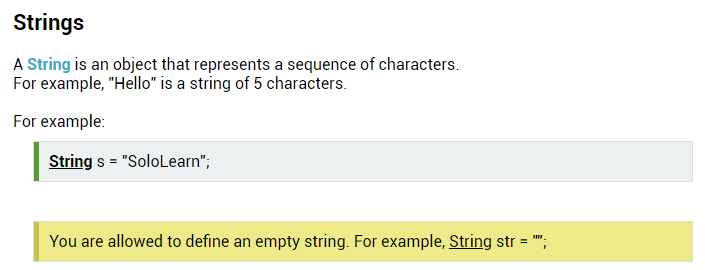 Strings
A String is an object that represents a sequence of characters.
For example, "Hello" is a string of 5 characters.
For example:
String s = "SoloLearn";
You are allowed to define an empty string. For example, String str = "";